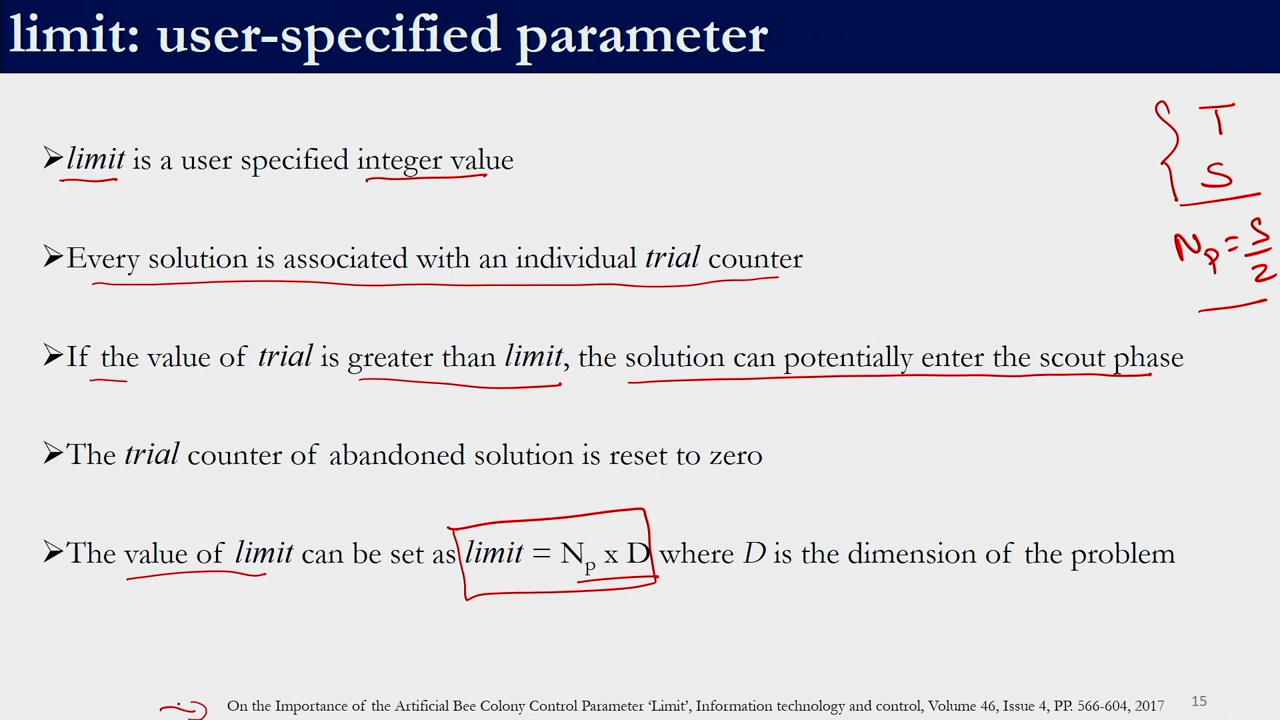 limit: user-specified parameter
T
S
➢limit is a user specified integer value
Np = S/2
➢Every solution is associated with an individual trial counter
➢If the value of trial is greater than limit, the solution can potentially enter the scout phase
➢The trial counter of abandoned solution is reset to zero
➢The value of limit can be set as limit = Np x D where D is the dimension of the problem
On the Importance of the Artificial Bee Colony Control Parameter ‘Limit’, Information technology and control, Volume 46, Issue 4, PP. 566-604, 2017
15